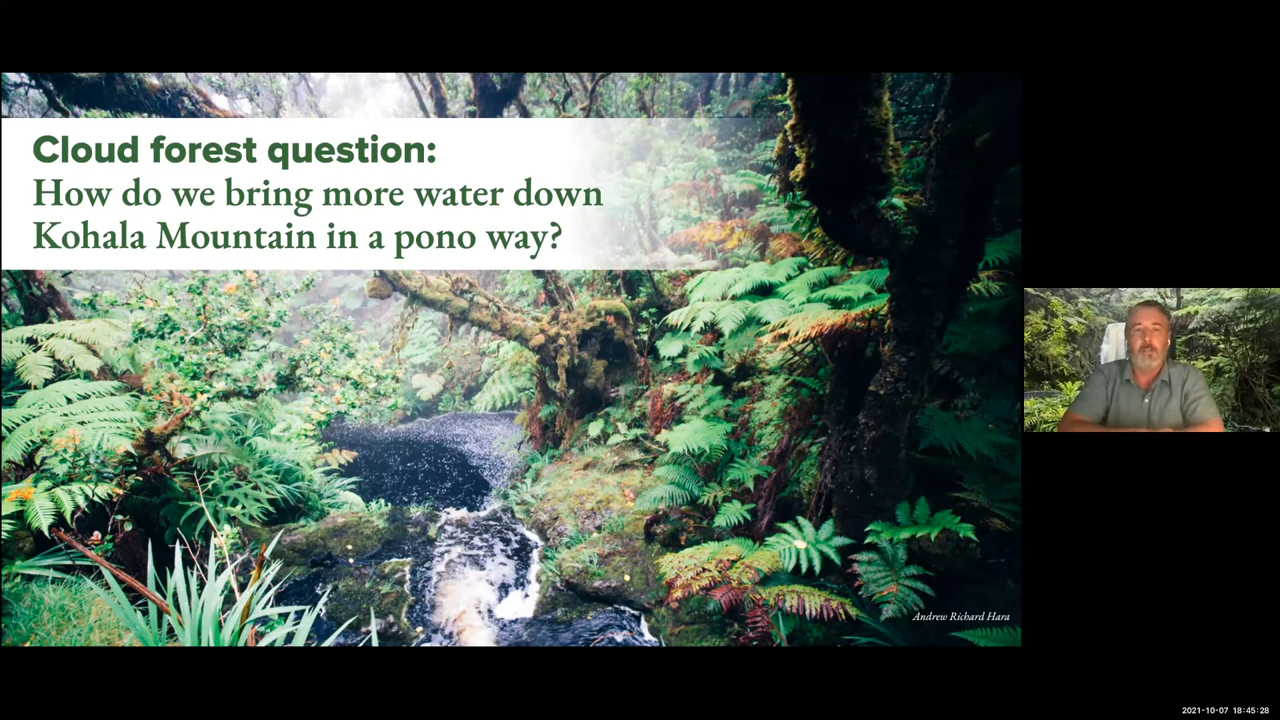 Cloud forest question:
How do we bring more water down
Kohala Mountain in a pono way?
Andrew Richard Hara
2021-10-07 18:45:28